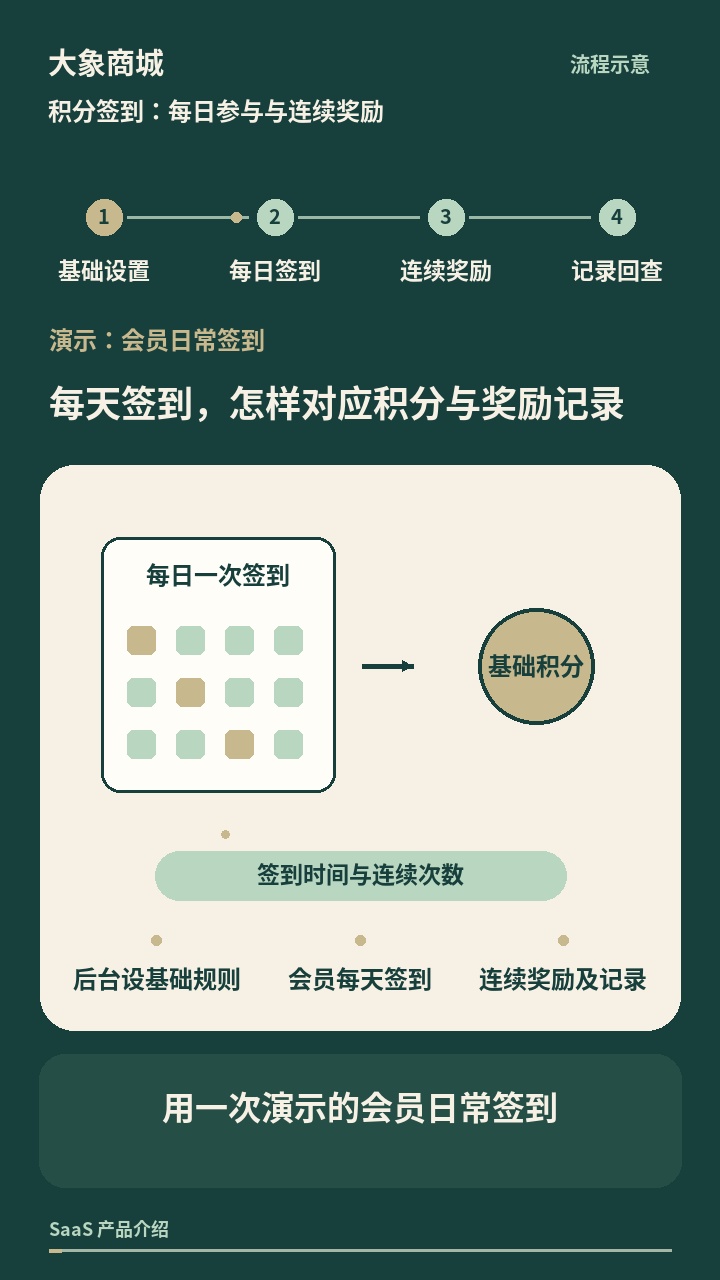 大象商城
流程示意
积分签到：每日参与与连续奖励
1
2
3
4
基础设置
每日签到
连续奖励
记录回查
演示：会员日常签到
每天签到，怎样对应积分与奖励记录
每日一次签到
基础积分
签到时间与连续次数
后台设基础规则
会员每天签到
连续奖励及记录
用一次演示的会员日常签到
SaaS 产品介绍